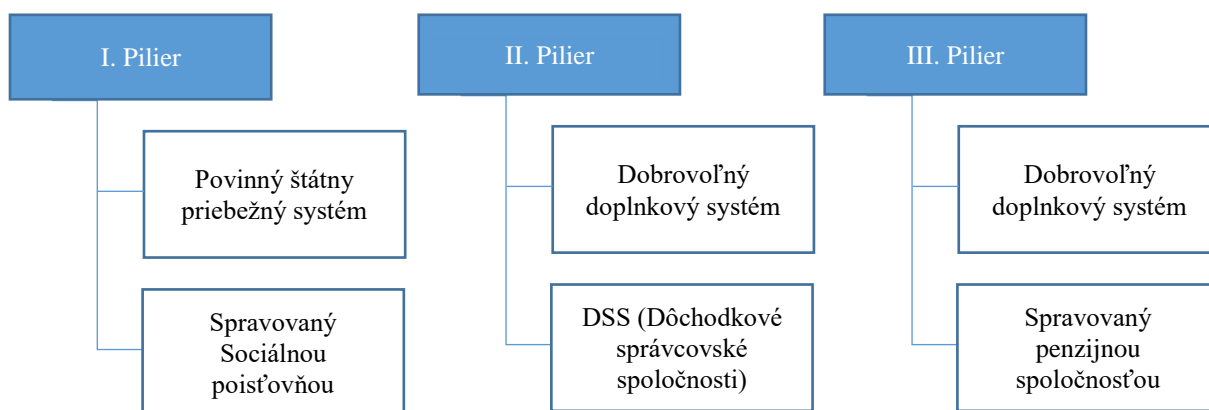 I. Pilier
Povinný štátny
priebežný systém
Spravovaný
Sociálnou
poisťovňou
II. Pilier
Dobrovoľný
doplnkový systém
DSS (Dôchodkové
správcovské
spoločnosti)
III. Pilier
Dobrovoľný
doplnkový systém
Spravovaný
penzijnou
spoločnosťou